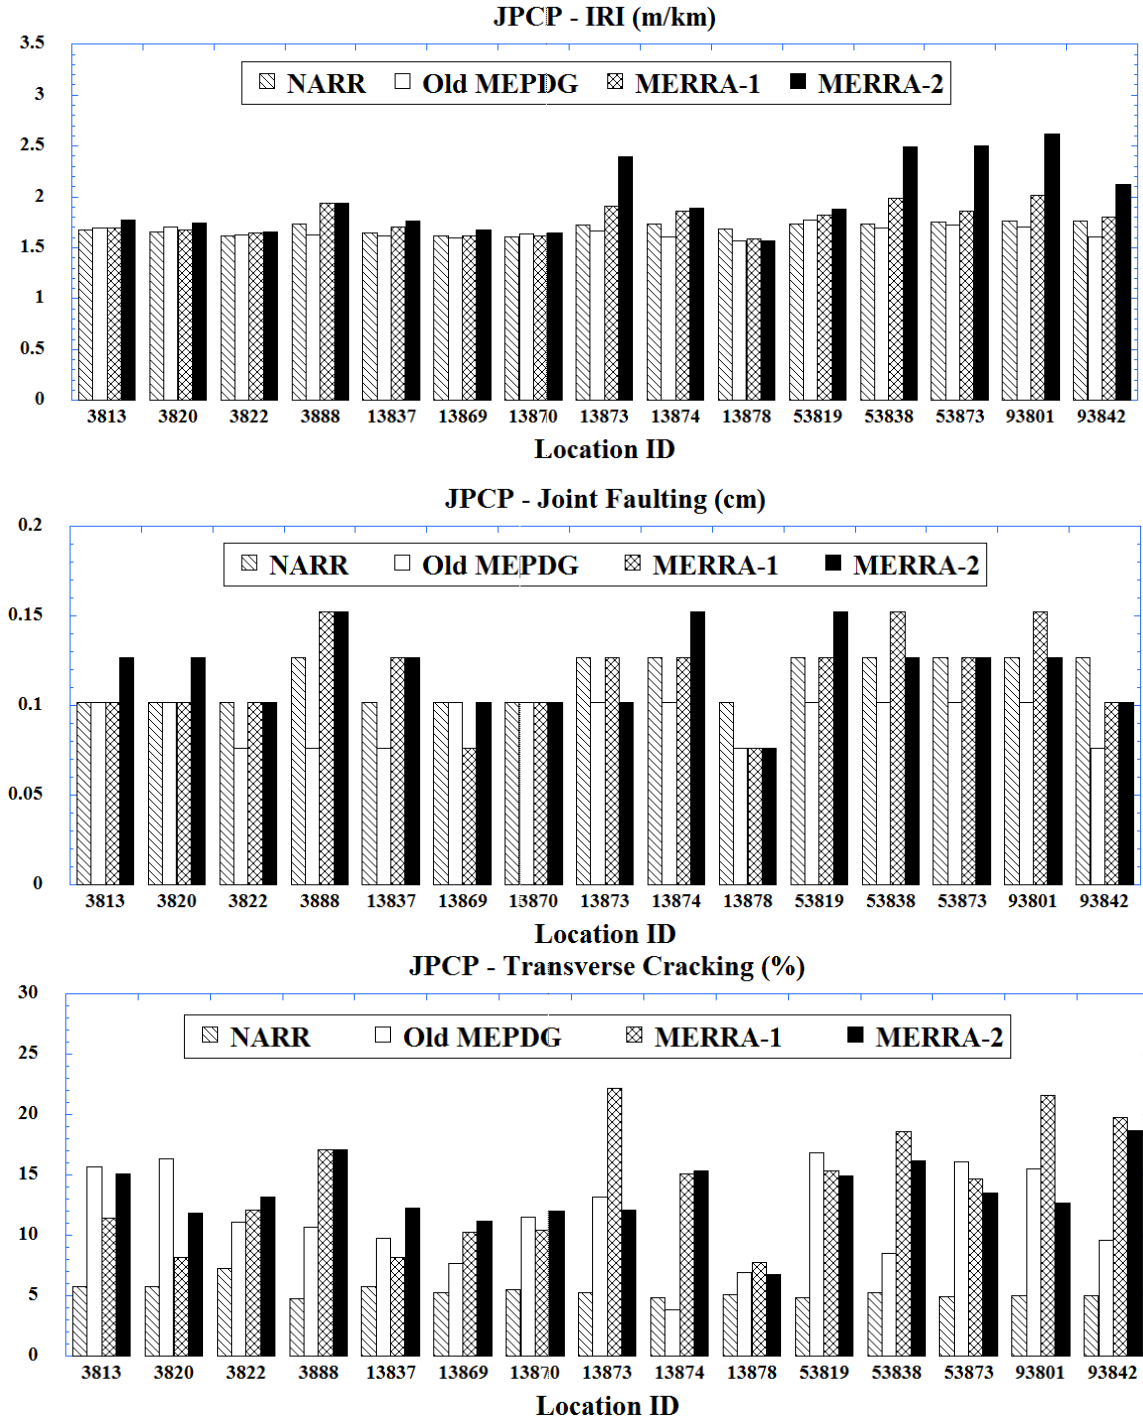 JPCP - IRI (m/km)
3.5
NARR Old MEPDG MERRA-1 MERRA-2
3
2.5
2
1.5
1
0.5
0
3813 3820 3822 3888 13837 13869 13870 13873 13874 13878 53819 53838 53873 93801 93842
Location ID
JPCP - Joint Faulting (cm)
0.2
NARR Old MEPDG MERRA-1 MERRA-2
0.15
0.1
0.05
0
3813 3820 3822 3888 13837 13869 13870 13873 13874 13878 53819 53838 53873 93801 93842
Location ID
JPCP - Transverse Cracking (%)
30
NARR Old MEPDG MERRA-1 MERRA-2
25
20
15
10
5
0
3813 3820 3822 3888 13837 13869 13870 13873 13874 13878 53819 53838 53873 93801 93842
Location ID